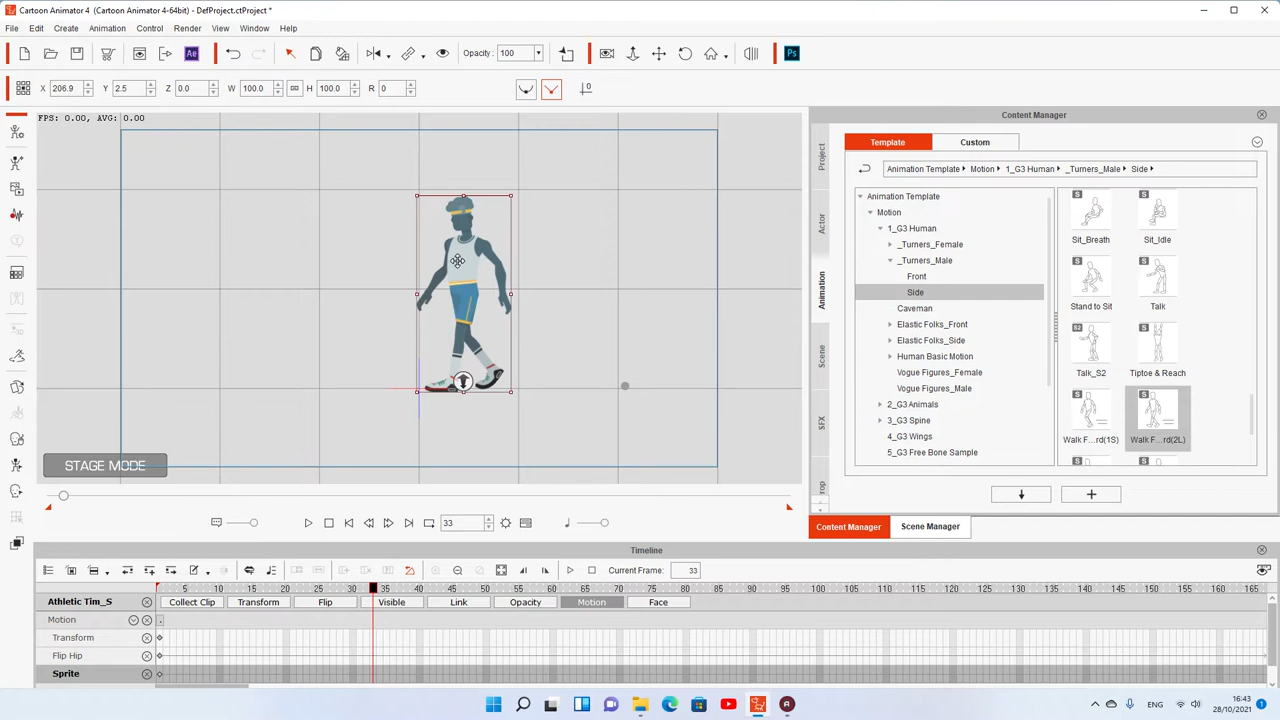 Cartoon Animator 4 (Cartoon Animator 4-64bit) - DefProject.ctProject *
File Edit Create Animation Control Render View Window Help
Ae Opacity : 100 Ps
X 206.9 Y 2.5 Z 0.0 W 100.0 H 100.0 R 0
FPS: 0.00, AVG: 0.00
STAGE MODE
Content Manager
Template Custom
Animation Template Motion 1_G3 Human _Turners_Male Side
Project
Actor
Animation
Scene
SFX
Prop
Animation Template
Motion
1_G3 Human
_Turners_Female
_Turners_Male
Front
Side
Caveman
Elastic Folks_Front
Elastic Folks_Side
Human Basic Motion
Vogue Figures_Female
Vogue Figures_Male
2_G3 Animals
3_G3 Spine
4_G3 Wings
5_G3 Free Bone Sample
S S
Sit_Breath Sit_Idle
S S
Stand to Sit Talk
S2 S
Talk_S2 Tiptoe & Reach
S S
Walk F...rd(1S) Walk F...rd(2L)
33
Content Manager Scene Manager
Timeline
Current Frame: 33
5 10 15 20 25 30 35 40 45 50 55 60 65 70 75 80 85 90 95 100 105 110 115 120 125 130 135 140 145 150 155 160 165
Athletic Tim_S Collect Clip Transform Flip Visible Link Opacity Motion Face
Motion
Transform
Flip Hip
Sprite
ENG 16:43
28/10/2021 1